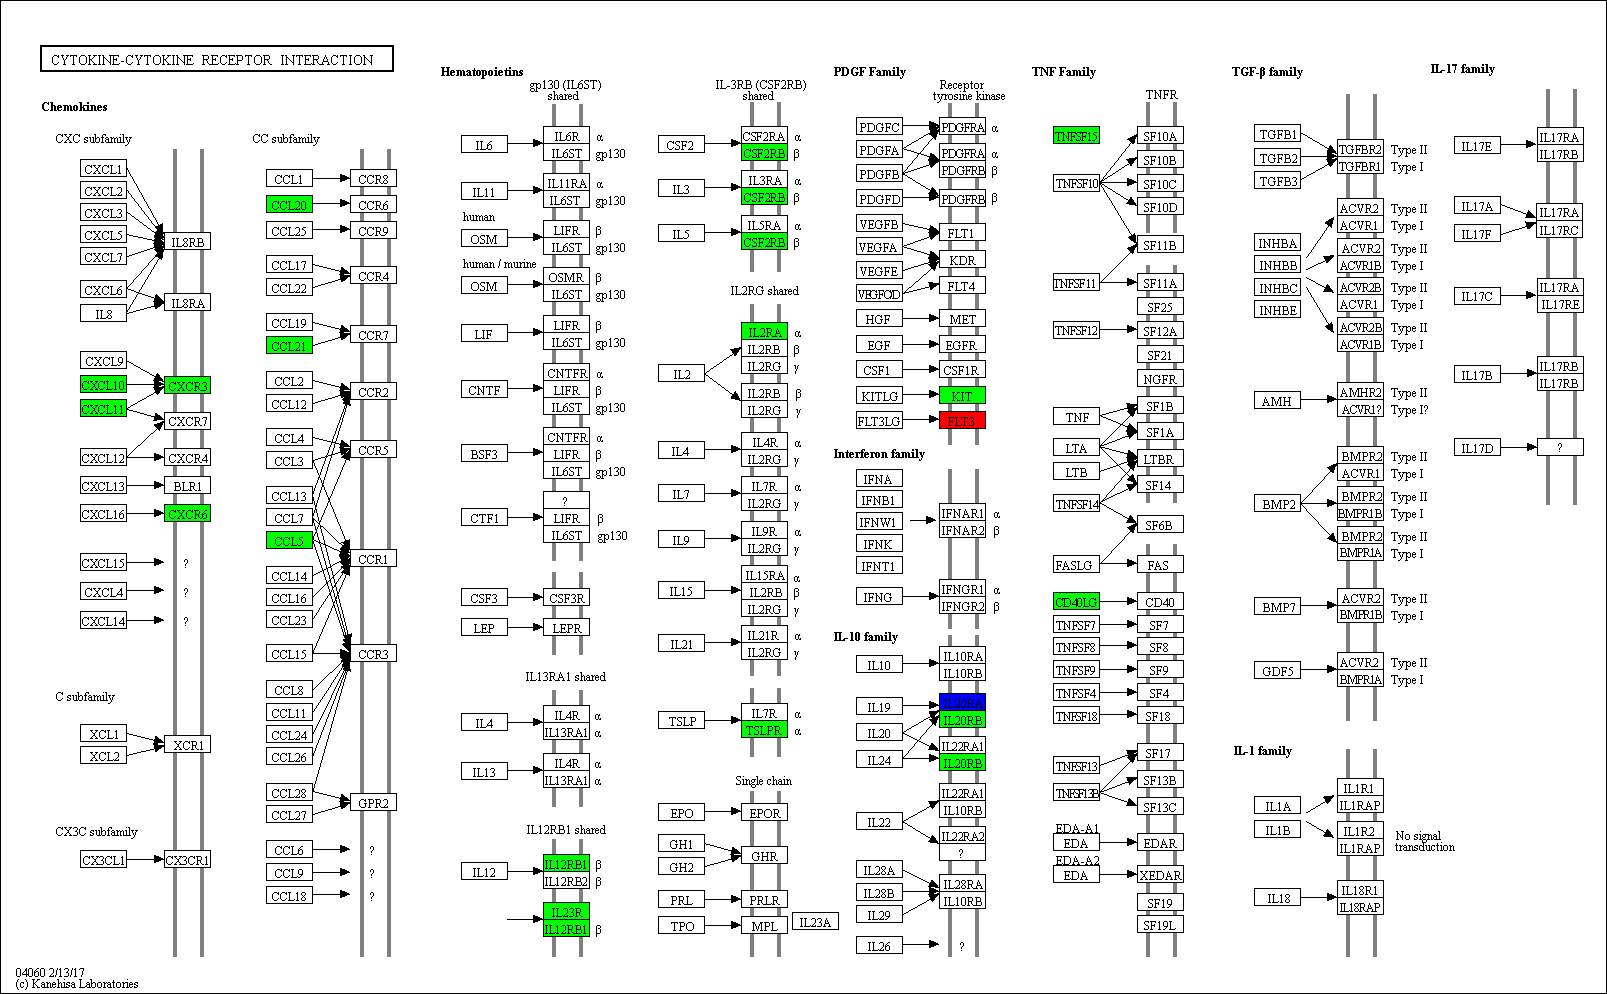 CYTOKINE-CYTOKINE RECEPTOR INTERACTION
Chemokines
CXC subfamily
CXCL1
CXCL2
CXCL3
CXCL5
CXCL7
IL8RB
CXCL6
IL8
IL8RA
CXCL9
CXCL10
CXCR3
CXCL11
CXCR7
CXCL12
CXCR4
CXCL13
BLR1
CXCL16
CXCR6
CXCL15
?
CXCL4
?
CXCL14
?
C subfamily
XCL1
XCL2
XCR1
CX3C subfamily
CX3CL1
CX3CR1
CC subfamily
CCL1
CCR8
CCL20
CCR6
CCL25
CCR9
CCL17
CCL22
CCR4
CCL19
CCL21
CCR7
CCL2
CCL12
CCR2
CCL4
CCL3
CCR5
CCL13
CCL7
CCL5
CCR1
CCL14
CCL16
CCL23
CCL15
CCR3
CCL8
CCL11
CCL24
CCL26
CCL28
CCL27
GPR2
CCL6
?
CCL9
?
CCL18
?
Hematopoietins
gp130 (IL6ST)
shared
IL6
IL6R α
IL6ST gp130
IL11
IL11RA α
IL6ST gp130
human
OSM
LIFR β
IL6ST gp130
human / murine
OSM
OSMR β
IL6ST gp130
LIF
LIFR β
IL6ST gp130
CNTF
CNTFR α
LIFR β
IL6ST gp130
BSF3
CNTFR α
LIFR β
IL6ST gp130
CTF1
?
LIFR β
IL6ST gp130
CSF3
CSF3R
LEP
LEPR
IL13RA1 shared
IL4
IL4R α
IL13RA1 α
IL13
IL4R α
IL13RA1 α
IL12RB1 shared
IL12
IL12RB1 β
IL12RB2 β
IL23R
IL12RB1 β
IL-3RB (CSF2RB)
shared
CSF2
CSF2RA α
CSF2RB β
IL3
IL3RA α
CSF2RB β
IL5
IL5RA α
CSF2RB β
IL2RG shared
IL2
IL2RA α
IL2RB β
IL2RG γ
IL2RB β
IL2RG γ
IL4
IL4R α
IL2RG γ
IL7
IL7R α
IL2RG γ
IL9
IL9R α
IL2RG γ
IL15
IL15RA α
IL2RB β
IL2RG γ
IL21
IL21R α
IL2RG γ
TSLP
IL7R α
TSLPR α
Single chain
EPO
EPOR
GH1
GH2
GHR
PRL
PRLR
TPO
MPL
IL23A
PDGF Family
Receptor
tyrosine kinase
PDGFC
PDGFRA α
PDGFA
PDGFRA α
PDGFB
PDGFRB β
PDGFD
PDGFRB β
VEGFB
FLT1
VEGFA
KDR
VEGFE
VEGFC/D
FLT4
HGF
MET
EGF
EGFR
CSF1
CSF1R
KITLG
KIT
FLT3LG
FLT3
Interferon family
IFNA
IFNB1
IFNW1
IFNK
IFNT1
IFNAR1 α
IFNAR2 β
IFNG
IFNGR1 α
IFNGR2 β
IL-10 family
IL10
IL10RA
IL10RB
IL19
IL20RA
IL20RB
IL20
IL22RA1
IL24
IL20RB
IL22
IL22RA1
IL10RB
IL22RA2
?
IL28A
IL28B
IL29
IL28RA
IL10RB
IL26
?
TNF Family
TNFR
TNFSF15
SF10A
SF10B
TNFSF10
SF10C
SF10D
SF11B
TNFSF11
SF11A
SF25
TNFSF12
SF12A
SF21
NGFR
TNF
SF1B
SF1A
LTA
LTB
LTBR
TNFSF14
SF14
SF6B
FASLG
FAS
CD40LG
CD40
TNFSF7
SF7
TNFSF8
SF8
TNFSF9
SF9
TNFSF4
SF4
TNFSF18
SF18
TNFSF13
SF17
TNFSF13B
SF13B
SF13C
EDA-A1
EDA
EDAR
EDA-A2
EDA
XEDAR
SF19
SF19L
TGF-β family
TGFB1
TGFB2
TGFB3
TGFBR2 Type II
TGFBR1 Type I
INHBA
INHBB
INHBC
INHBE
ACVR2 Type II
ACVR1 Type I
ACVR2 Type II
ACVR1B Type I
ACVR2B Type II
ACVR1 Type I
ACVR2B Type II
ACVR1B Type I
AMH
AMHR2 Type II
ACVR1? Type I?
BMP2
BMPR2 Type II
ACVR1 Type I
BMPR2 Type II
BMPR1B Type I
BMPR2 Type II
BMPR1A Type I
BMP7
ACVR2 Type II
BMPR1B Type I
GDF5
ACVR2 Type II
BMPR1A Type I
IL-1 family
IL1A
IL1B
IL1R1
IL1RAP
IL1R2
IL1RAP
No signal
transduction
IL18
IL18R1
IL18RAP
IL-17 family
IL17E
IL17RA
IL17RB
IL17A
IL17F
IL17RA
IL17RC
IL17C
IL17RA
IL17RE
IL17B
IL17RB
IL17RB
IL17D
?
04060 2/13/17
(c) Kanehisa Laboratories